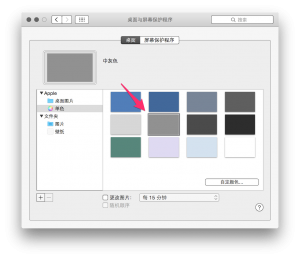 桌面与屏幕保护程序
搜索
桌面
屏幕保护程序
中灰色
Apple
桌面图片
单色
文件夹
图片
壁纸
自定颜色...
更改图片：
每 15 分钟
随机顺序